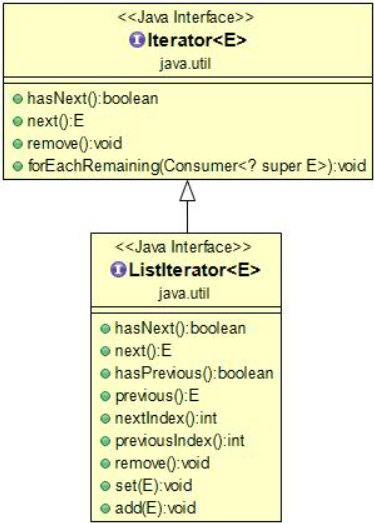 <<Java Interface>>
Iterator<E>
java.util
hasNext():boolean
next():E
remove():void
forEachRemaining(Consumer<? super E>):void
<<Java Interface>>
ListIterator<E>
java.util
hasNext():boolean
next():E
hasPrevious():boolean
previous():E
nextIndex():int
previousIndex():int
remove():void
set(E):void
add(E):void